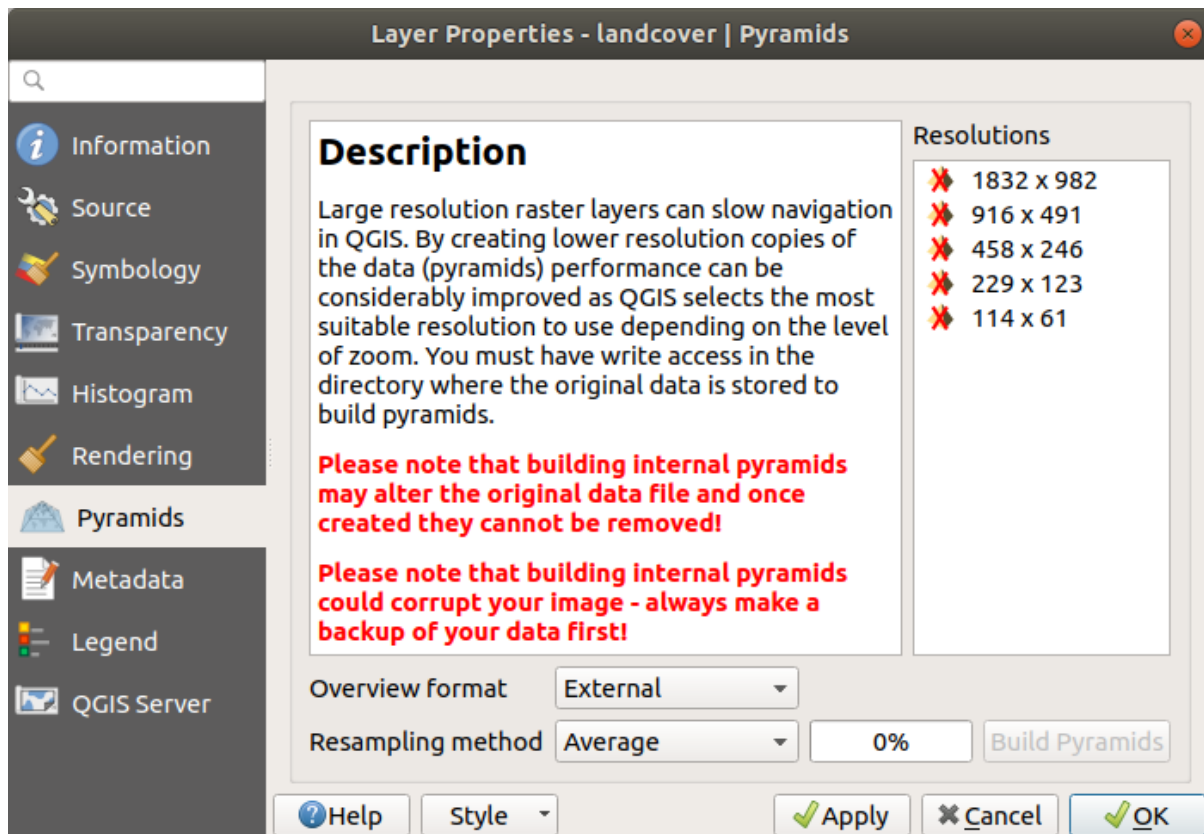 Layer Properties - landcover | Pyramids
Information
Source
Symbology
Transparency
Histogram
Rendering
Pyramids
Metadata
Legend
QGIS Server
Description
Large resolution raster layers can slow navigation
in QGIS. By creating lower resolution copies of
the data (pyramids) performance can be
considerably improved as QGIS selects the most
suitable resolution to use depending on the level
of zoom. You must have write access in the
directory where the original data is stored to
build pyramids.
Please note that building internal pyramids
may alter the original data file and once
created they cannot be removed!
Please note that building internal pyramids
could corrupt your image - always make a
backup of your data first!
Resolutions
1832 x 982
916 x 491
458 x 246
229 x 123
114 x 61
Overview format External
Resampling method Average 0% Build Pyramids
Help Style Apply Cancel OK